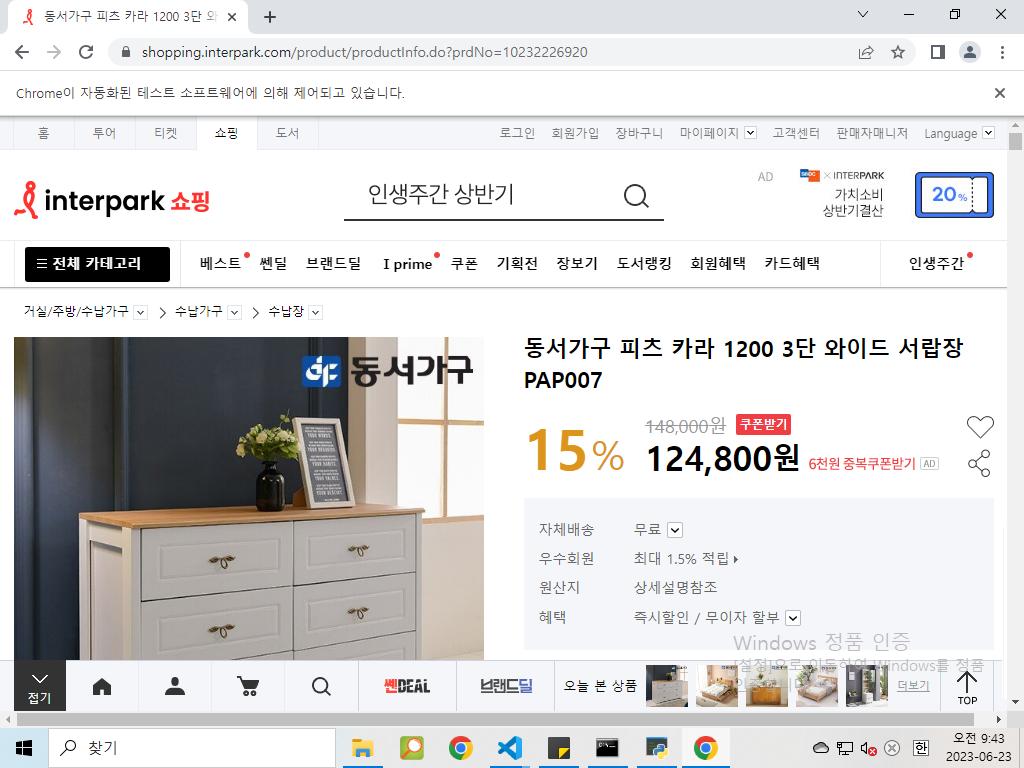 동서가구 피츠 카라 1200 3단 와
shopping.interpark.com/product/productInfo.do?prdNo=10232226920
Chrome이 자동화된 테스트 소프트웨어에 의해 제어되고 있습니다.
홈 투어 티켓 쇼핑 도서 로그인 회원가입 장바구니 마이페이지 고객센터 판매자매니저 Language
interpark 쇼핑
인생주간 상반기
AD
× INTERPARK
가치소비
상반기결산
20%
전체 카테고리 베스트 쎈딜 브랜드딜 I prime 쿠폰 기획전 장보기 도서랭킹 회원혜택 카드혜택 인생주간
거실/주방/수납가구 수납가구 수납장
동서가구
동서가구 피츠 카라 1200 3단 와이드 서랍장
PAP007
15%
148,000원 쿠폰받기
124,800원 6천원 중복쿠폰받기 AD
자체배송 무료
우수회원 최대 1.5% 적립
원산지 상세설명참조
혜택 즉시할인 / 무이자 할부
Windows 정품 인증
[설정]으로 이동하여 Windows를 정품
접기
쎈DEAL
브랜드딜
오늘 본 상품
더보기
TOP
찾기
한
오전 9:43
2023-06-23